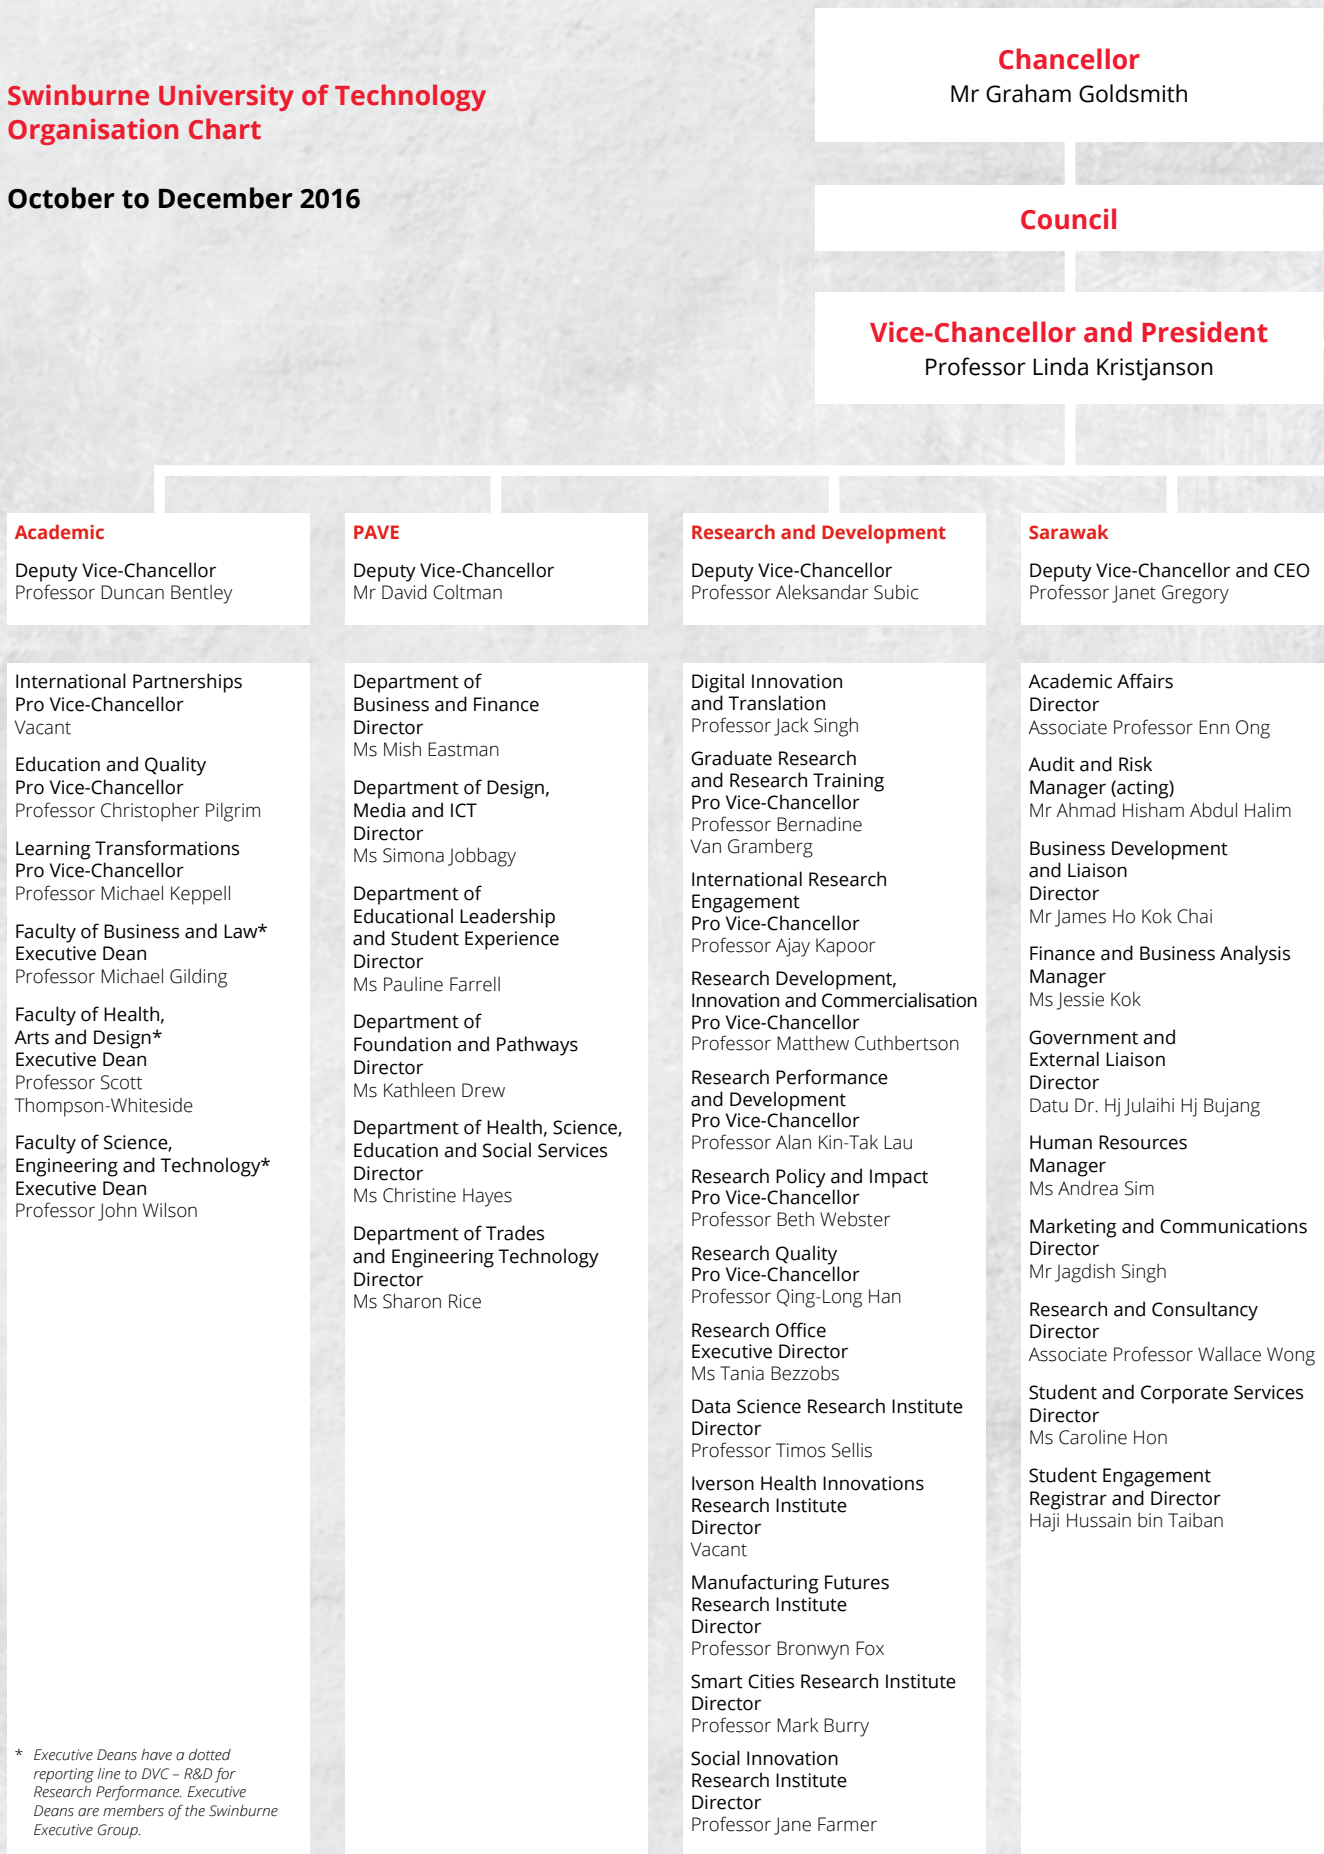 Swinburne University of Technology
Organisation Chart
October to December 2016
Chancellor
Mr Graham Goldsmith
Council
Vice-Chancellor and President
Professor Linda Kristjanson
Academic
Deputy Vice-Chancellor
Professor Duncan Bentley
International Partnerships
Pro Vice-Chancellor
Vacant
Education and Quality
Pro Vice-Chancellor
Professor Christopher Pilgrim
Learning Transformations
Pro Vice-Chancellor
Professor Michael Keppell
Faculty of Business and Law*
Executive Dean
Professor Michael Gilding
Faculty of Health,
Arts and Design*
Executive Dean
Professor Scott
Thompson-Whiteside
Faculty of Science,
Engineering and Technology*
Executive Dean
Professor John Wilson
* Executive Deans have a dotted
reporting line to DVC – R&D for
Research Performance. Executive
Deans are members of the Swinburne
Executive Group.
PAVE
Deputy Vice-Chancellor
Mr David Coltman
Department of
Business and Finance
Director
Ms Mish Eastman
Department of Design,
Media and ICT
Director
Ms Simona Jobbagy
Department of
Educational Leadership
and Student Experience
Director
Ms Pauline Farrell
Department of
Foundation and Pathways
Director
Ms Kathleen Drew
Department of Health, Science,
Education and Social Services
Director
Ms Christine Hayes
Department of Trades
and Engineering Technology
Director
Ms Sharon Rice
Research and Development
Deputy Vice-Chancellor
Professor Aleksandar Subic
Digital Innovation
and Translation
Professor Jack Singh
Graduate Research
and Research Training
Pro Vice-Chancellor
Professor Bernadine
Van Gramberg
International Research
Engagement
Pro Vice-Chancellor
Professor Ajay Kapoor
Research Development,
Innovation and Commercialisation
Pro Vice-Chancellor
Professor Matthew Cuthbertson
Research Performance
and Development
Pro Vice-Chancellor
Professor Alan Kin-Tak Lau
Research Policy and Impact
Pro Vice-Chancellor
Professor Beth Webster
Research Quality
Pro Vice-Chancellor
Professor Qing-Long Han
Research Office
Executive Director
Ms Tania Bezzobs
Data Science Research Institute
Director
Professor Timos Sellis
Iverson Health Innovations
Research Institute
Director
Vacant
Manufacturing Futures
Research Institute
Director
Professor Bronwyn Fox
Smart Cities Research Institute
Director
Professor Mark Burry
Social Innovation
Research Institute
Director
Professor Jane Farmer
Sarawak
Deputy Vice-Chancellor and CEO
Professor Janet Gregory
Academic Affairs
Director
Associate Professor Enn Ong
Audit and Risk
Manager (acting)
Mr Ahmad Hisham Abdul Halim
Business Development
and Liaison
Director
Mr James Ho Kok Chai
Finance and Business Analysis
Manager
Ms Jessie Kok
Government and
External Liaison
Director
Datu Dr. Hj Julaihi Hj Bujang
Human Resources
Manager
Ms Andrea Sim
Marketing and Communications
Director
Mr Jagdish Singh
Research and Consultancy
Director
Associate Professor Wallace Wong
Student and Corporate Services
Director
Ms Caroline Hon
Student Engagement
Registrar and Director
Haji Hussain bin Taiban